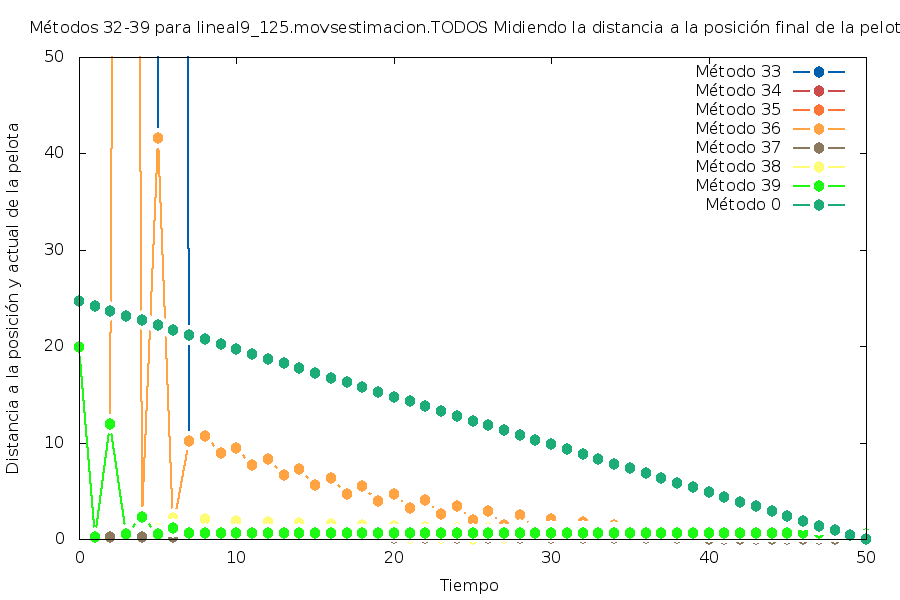 Métodos 32-39 para lineal9_125.movsestimacion.TODOS Midiendo la distancia a la posición final de la pelot
Distancia a la posición y actual de la pelota
50
40
30
20
10
0
0 10 20 30 40 50
Tiempo
Método 33
Método 34
Método 35
Método 36
Método 37
Método 38
Método 39
Método 0